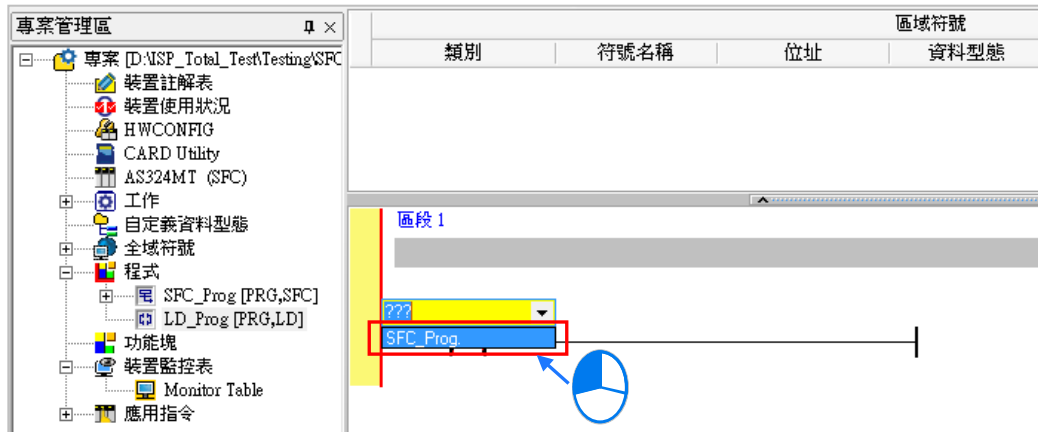 專案管理區
專案 [D:\ISP_Total_Test\Testing\SFC
裝置註解表
裝置使用狀況
HWCONFIG
CARD Utility
AS324MT (SFC)
工作
自定義資料型態
全域符號
程式
SFC_Prog [PRG,SFC]
LD_Prog [PRG,LD]
功能塊
裝置監控表
Monitor Table
應用指令
區域符號
類別 符號名稱 位址 資料型態
區段 1
???
SFC_Prog.